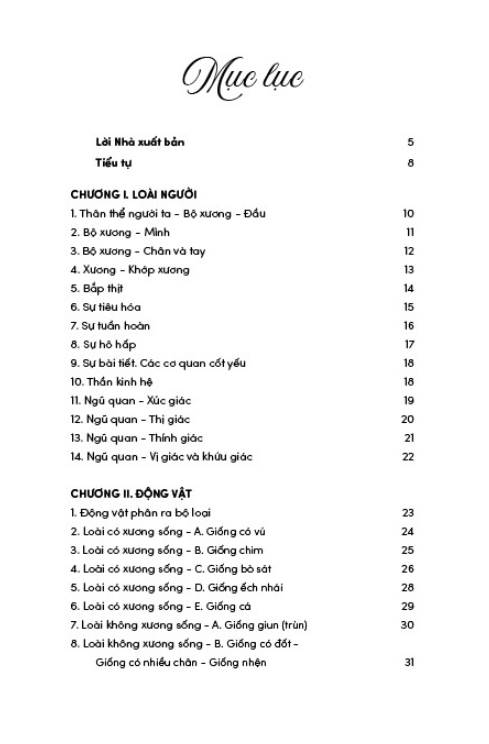 Mục lục
Lời Nhà xuất bản 5
Tiểu tự 8
CHƯƠNG I. LOÀI NGƯỜI
1. Thân thể người ta - Bộ xương - Đầu 10
2. Bộ xương - Mình 11
3. Bộ xương - Chân và tay 12
4. Xương - Khớp xương 13
5. Bắp thịt 14
6. Sự tiêu hóa 15
7. Sự tuần hoàn 16
8. Sự hô hấp 17
9. Sự bài tiết. Các cơ quan cốt yếu 18
10. Thần kinh hệ 18
11. Ngũ quan - Xúc giác 19
12. Ngũ quan - Thị giác 20
13. Ngũ quan - Thính giác 21
14. Ngũ quan - Vị giác và khứu giác 22
CHƯƠNG II. ĐỘNG VẬT
1. Động vật phân ra bộ loại 23
2. Loài có xương sống - A. Giống có vú 24
3. Loài có xương sống - B. Giống chim 25
4. Loài có xương sống - C. Giống bò sát 26
5. Loài có xương sống - D. Giống ếch nhái 28
6. Loài có xương sống - E. Giống cá 29
7. Loài không xương sống - A. Giống giun (trùn) 30
8. Loài không xương sống - B. Giống có đốt -
Giống có nhiều chân - Giống nhện 31